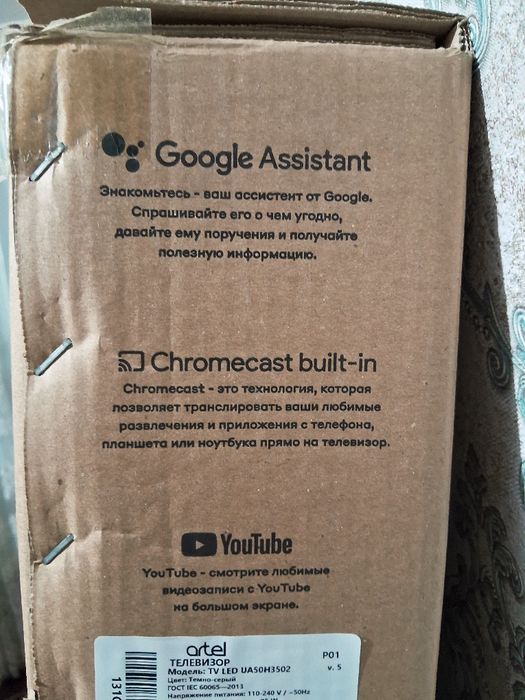 Google Assistant
Знакомьтесь - ваш ассистент от Google.
Спрашивайте его о чем угодно,
давайте ему поручения и получайте
полезную информацию.
Chromecast built-in
Chromecast - это технология, которая
позволяет транслировать ваши любимые
развлечения и приложения с телефона,
планшета или ноутбука прямо на телевизор.
YouTube
YouTube - смотрите любимые
видеозаписи с YouTube
на большом экране.
artel
ТЕЛЕВИЗОР
P01
Модель: TV LED UA50H3502
v. 5
Цвет: Темно-серый
ГОСТ IEC 60065—2013
Напряжение питания: 110-240 V / ~50Hz